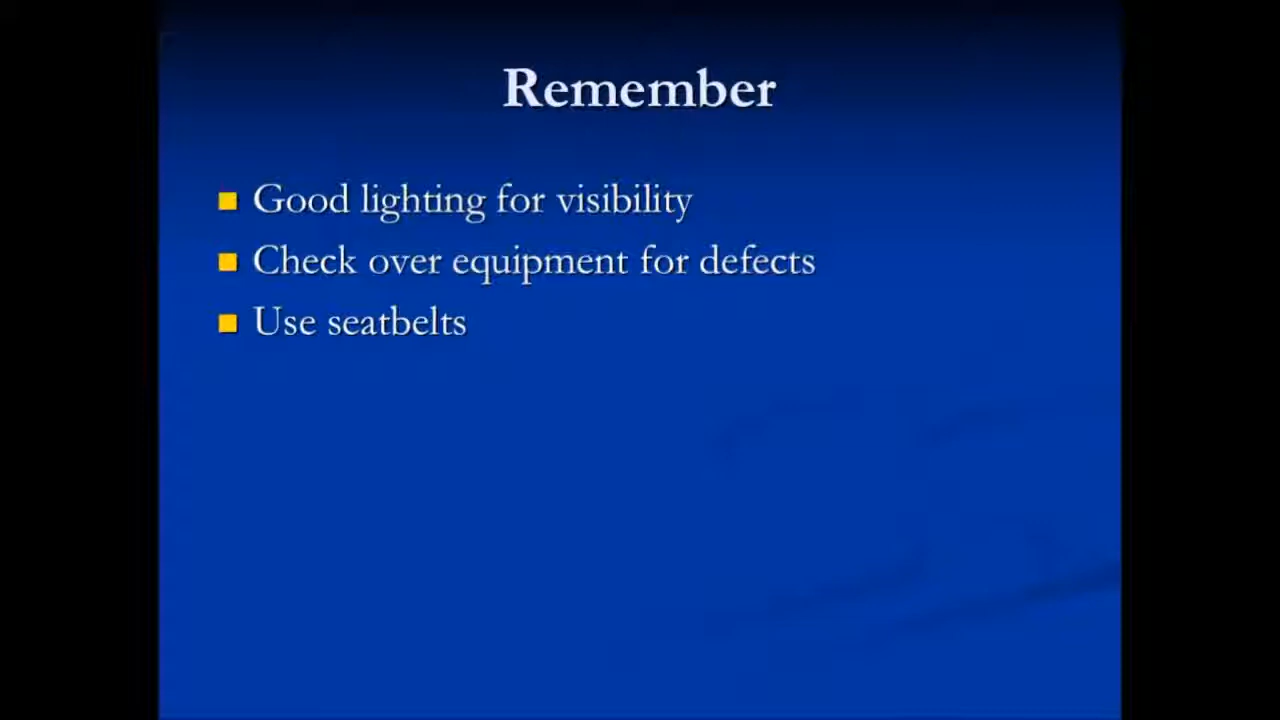 Remember
Good lighting for visibility
Check over equipment for defects
Use seatbelts